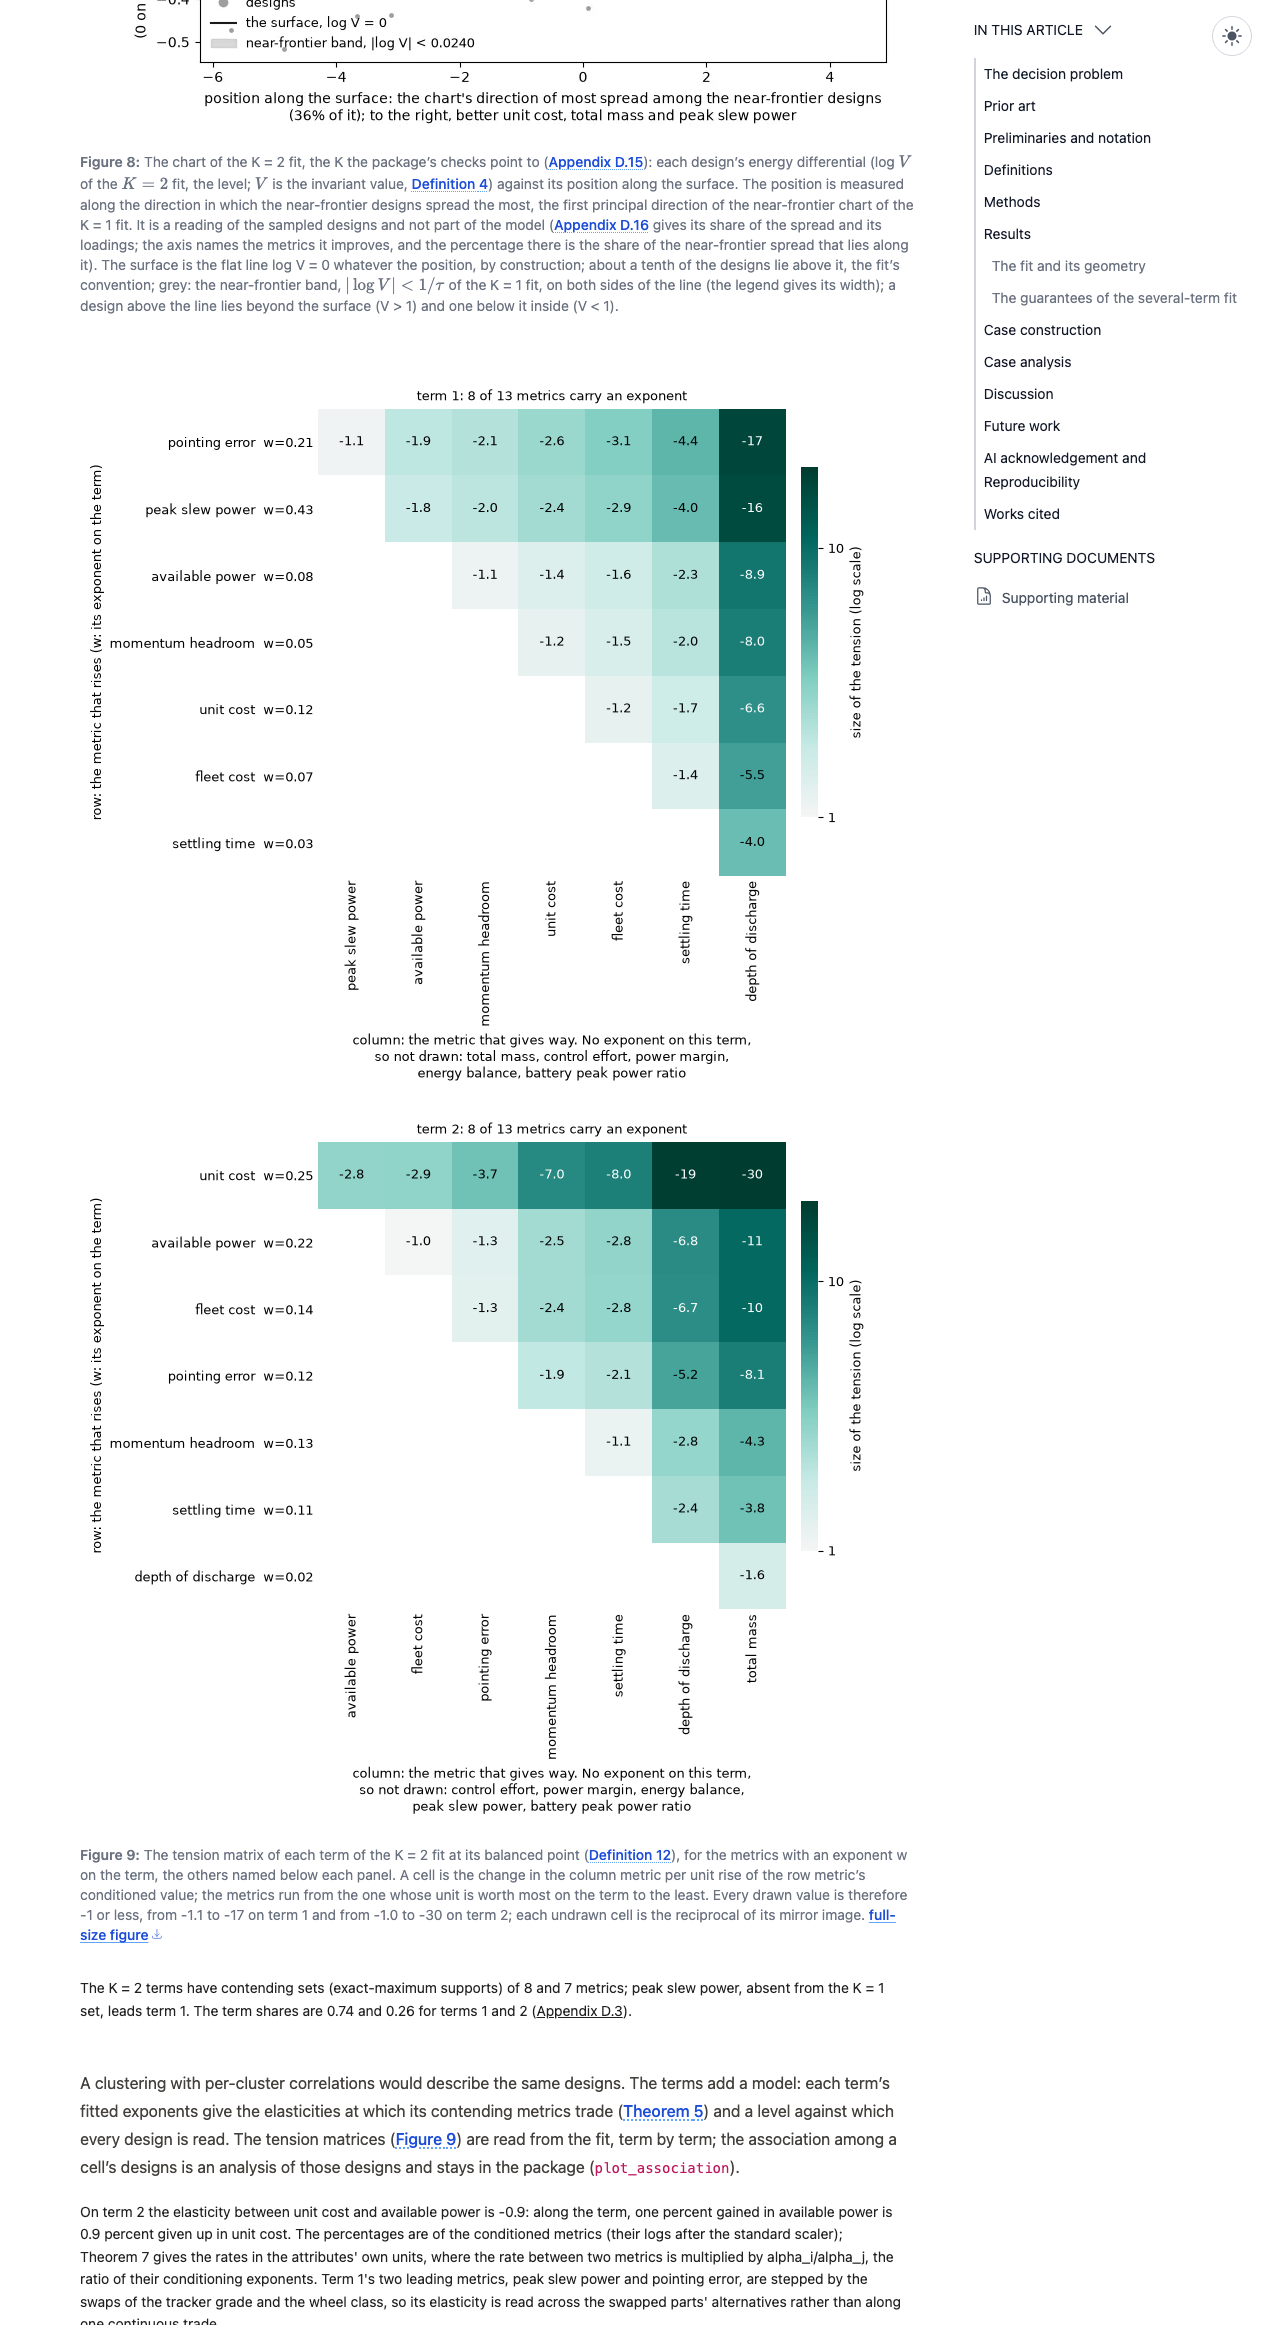 (0 on
−0.4
−0.5
designs
the surface, log V = 0
near-frontier band, |log V| < 0.0240
−6 −4 −2 0 2 4
position along the surface: the chart's direction of most spread among the near-frontier designs
(36% of it); to the right, better unit cost, total mass and peak slew power
Figure 8: The chart of the K = 2 fit, the K the package’s checks point to (Appendix D.15): each design’s energy differential (log V
of the K = 2 fit, the level; V is the invariant value, Definition 4) against its position along the surface. The position is measured
along the direction in which the near-frontier designs spread the most, the first principal direction of the near-frontier chart of the
K = 1 fit. It is a reading of the sampled designs and not part of the model (Appendix D.16 gives its share of the spread and its
loadings; the axis names the metrics it improves, and the percentage there is the share of the near-frontier spread that lies along
it). The surface is the flat line log V = 0 whatever the position, by construction; about a tenth of the designs lie above it, the fit’s
convention; grey: the near-frontier band, | log V| < 1/τ of the K = 1 fit, on both sides of the line (the legend gives its width); a
design above the line lies beyond the surface (V > 1) and one below it inside (V < 1).
term 1: 8 of 13 metrics carry an exponent
row: the metric that rises (w: its exponent on the term)
pointing error w=0.21 -1.1 -1.9 -2.1 -2.6 -3.1 -4.4 -17
peak slew power w=0.43 -1.8 -2.0 -2.4 -2.9 -4.0 -16
available power w=0.08 -1.1 -1.4 -1.6 -2.3 -8.9
momentum headroom w=0.05 -1.2 -1.5 -2.0 -8.0
unit cost w=0.12 -1.2 -1.7 -6.6
fleet cost w=0.07 -1.4 -5.5
settling time w=0.03 -4.0
10
1
size of the tension (log scale)
peak slew power
available power
momentum headroom
unit cost
fleet cost
settling time
depth of discharge
column: the metric that gives way. No exponent on this term,
so not drawn: total mass, control effort, power margin,
energy balance, battery peak power ratio
term 2: 8 of 13 metrics carry an exponent
row: the metric that rises (w: its exponent on the term)
unit cost w=0.25 -2.8 -2.9 -3.7 -7.0 -8.0 -19 -30
available power w=0.22 -1.0 -1.3 -2.5 -2.8 -6.8 -11
fleet cost w=0.14 -1.3 -2.4 -2.8 -6.7 -10
pointing error w=0.12 -1.9 -2.1 -5.2 -8.1
momentum headroom w=0.13 -1.1 -2.8 -4.3
settling time w=0.11 -2.4 -3.8
depth of discharge w=0.02 -1.6
10
1
size of the tension (log scale)
available power
fleet cost
pointing error
momentum headroom
settling time
depth of discharge
total mass
column: the metric that gives way. No exponent on this term,
so not drawn: control effort, power margin, energy balance,
peak slew power, battery peak power ratio
Figure 9: The tension matrix of each term of the K = 2 fit at its balanced point (Definition 12), for the metrics with an exponent w
on the term, the others named below each panel. A cell is the change in the column metric per unit rise of the row metric’s
conditioned value; the metrics run from the one whose unit is worth most on the term to the least. Every drawn value is therefore
-1 or less, from -1.1 to -17 on term 1 and from -1.0 to -30 on term 2; each undrawn cell is the reciprocal of its mirror image. full-
size figure
The K = 2 terms have contending sets (exact-maximum supports) of 8 and 7 metrics; peak slew power, absent from the K = 1
set, leads term 1. The term shares are 0.74 and 0.26 for terms 1 and 2 (Appendix D.3).
A clustering with per-cluster correlations would describe the same designs. The terms add a model: each term’s
fitted exponents give the elasticities at which its contending metrics trade (Theorem 5) and a level against which
every design is read. The tension matrices (Figure 9) are read from the fit, term by term; the association among a
cell’s designs is an analysis of those designs and stays in the package (plot_association).
On term 2 the elasticity between unit cost and available power is -0.9: along the term, one percent gained in available power is
0.9 percent given up in unit cost. The percentages are of the conditioned metrics (their logs after the standard scaler);
Theorem 7 gives the rates in the attributes' own units, where the rate between two metrics is multiplied by alpha_i/alpha_j, the
ratio of their conditioning exponents. Term 1's two leading metrics, peak slew power and pointing error, are stepped by the
swaps of the tracker grade and the wheel class, so its elasticity is read across the swapped parts' alternatives rather than along
one continuous trade.
IN THIS ARTICLE
The decision problem
Prior art
Preliminaries and notation
Definitions
Methods
Results
The fit and its geometry
The guarantees of the several-term fit
Case construction
Case analysis
Discussion
Future work
AI acknowledgement and
Reproducibility
Works cited
SUPPORTING DOCUMENTS
Supporting material